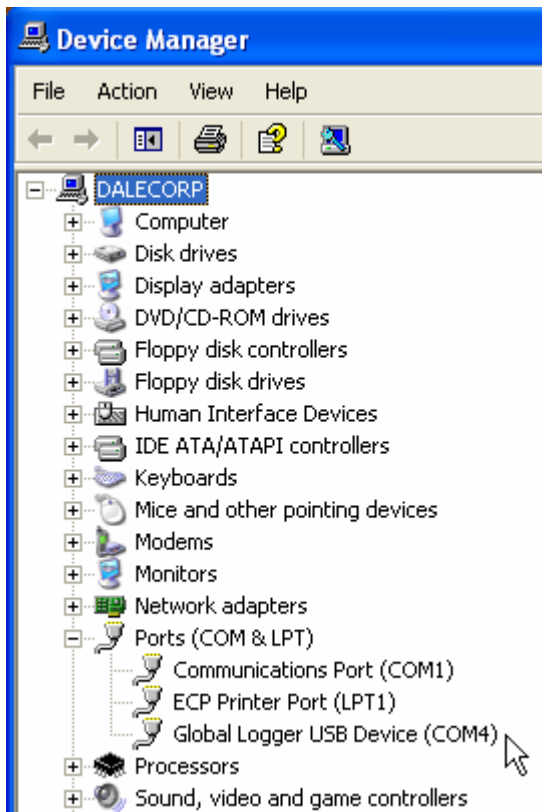 Device Manager
File Action View Help
DALECORP
Computer
Disk drives
Display adapters
DVD/CD-ROM drives
Floppy disk controllers
Floppy disk drives
Human Interface Devices
IDE ATA/ATAPI controllers
Keyboards
Mice and other pointing devices
Modems
Monitors
Network adapters
Ports (COM & LPT)
Communications Port (COM1)
ECP Printer Port (LPT1)
Global Logger USB Device (COM4)
Processors
Sound, video and game controllers